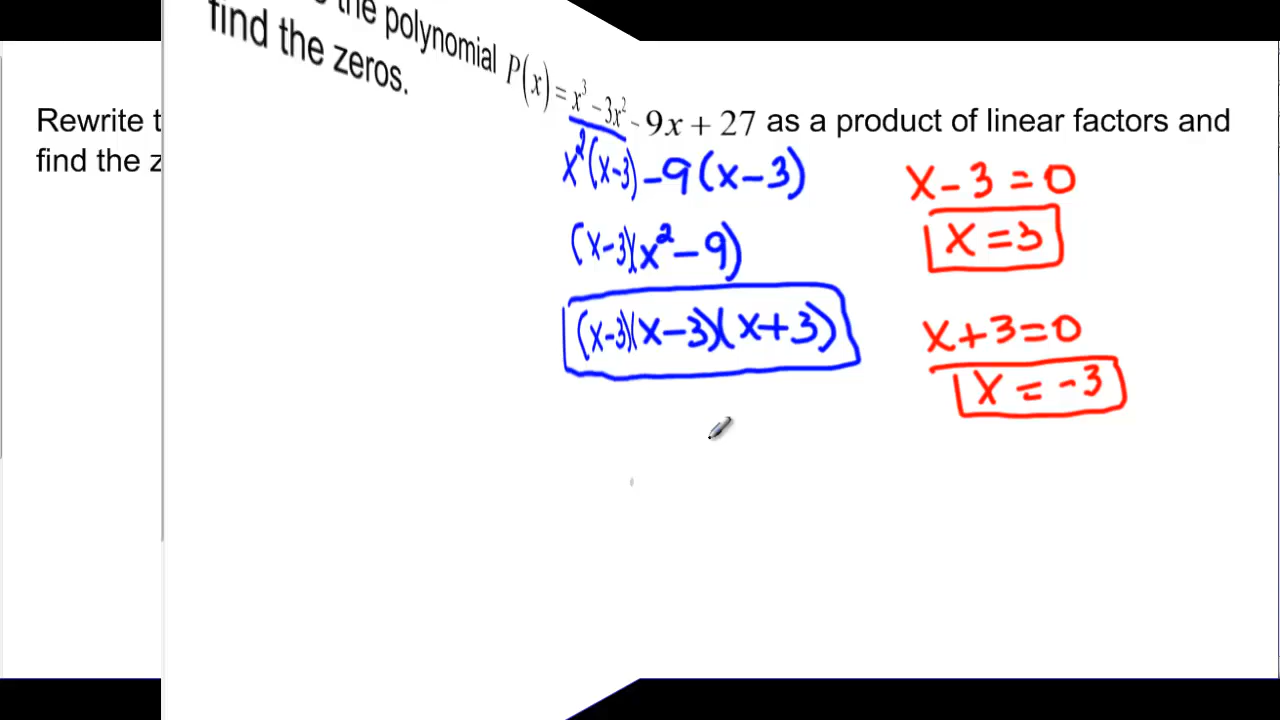 the polynomial P(x) = x³ − 3x² − 9x + 27 as a product of linear factors and
find the zeros.
Rewrite t
find the z
x²(x−3) −9(x−3)
(x−3)(x²−9)
(x−3)(x−3)(x+3)
x−3=0
x=3
x+3=0
x=−3